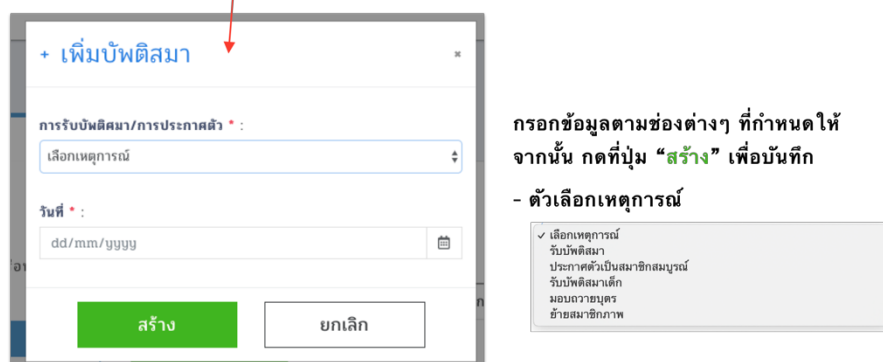 + เพิ่มบัพติสมา
×
การรับบัพติศมา/การประกาศตัว * :
เลือกเหตุการณ์
วันที่ * :
dd/mm/yyyy
สร้าง
ยกเลิก
กรอกข้อมูลตามช่องต่างๆ ที่กำหนดให้
จากนั้น กดที่ปุ่ม “สร้าง” เพื่อบันทึก
- ตัวเลือกเหตุการณ์
✓ เลือกเหตุการณ์
รับบัพติสมา
ประกาศตัวเป็นสมาชิกสมบูรณ์
รับบัพติสมาเด็ก
มอบถวายบุตร
ย้ายสมาชิกภาพ